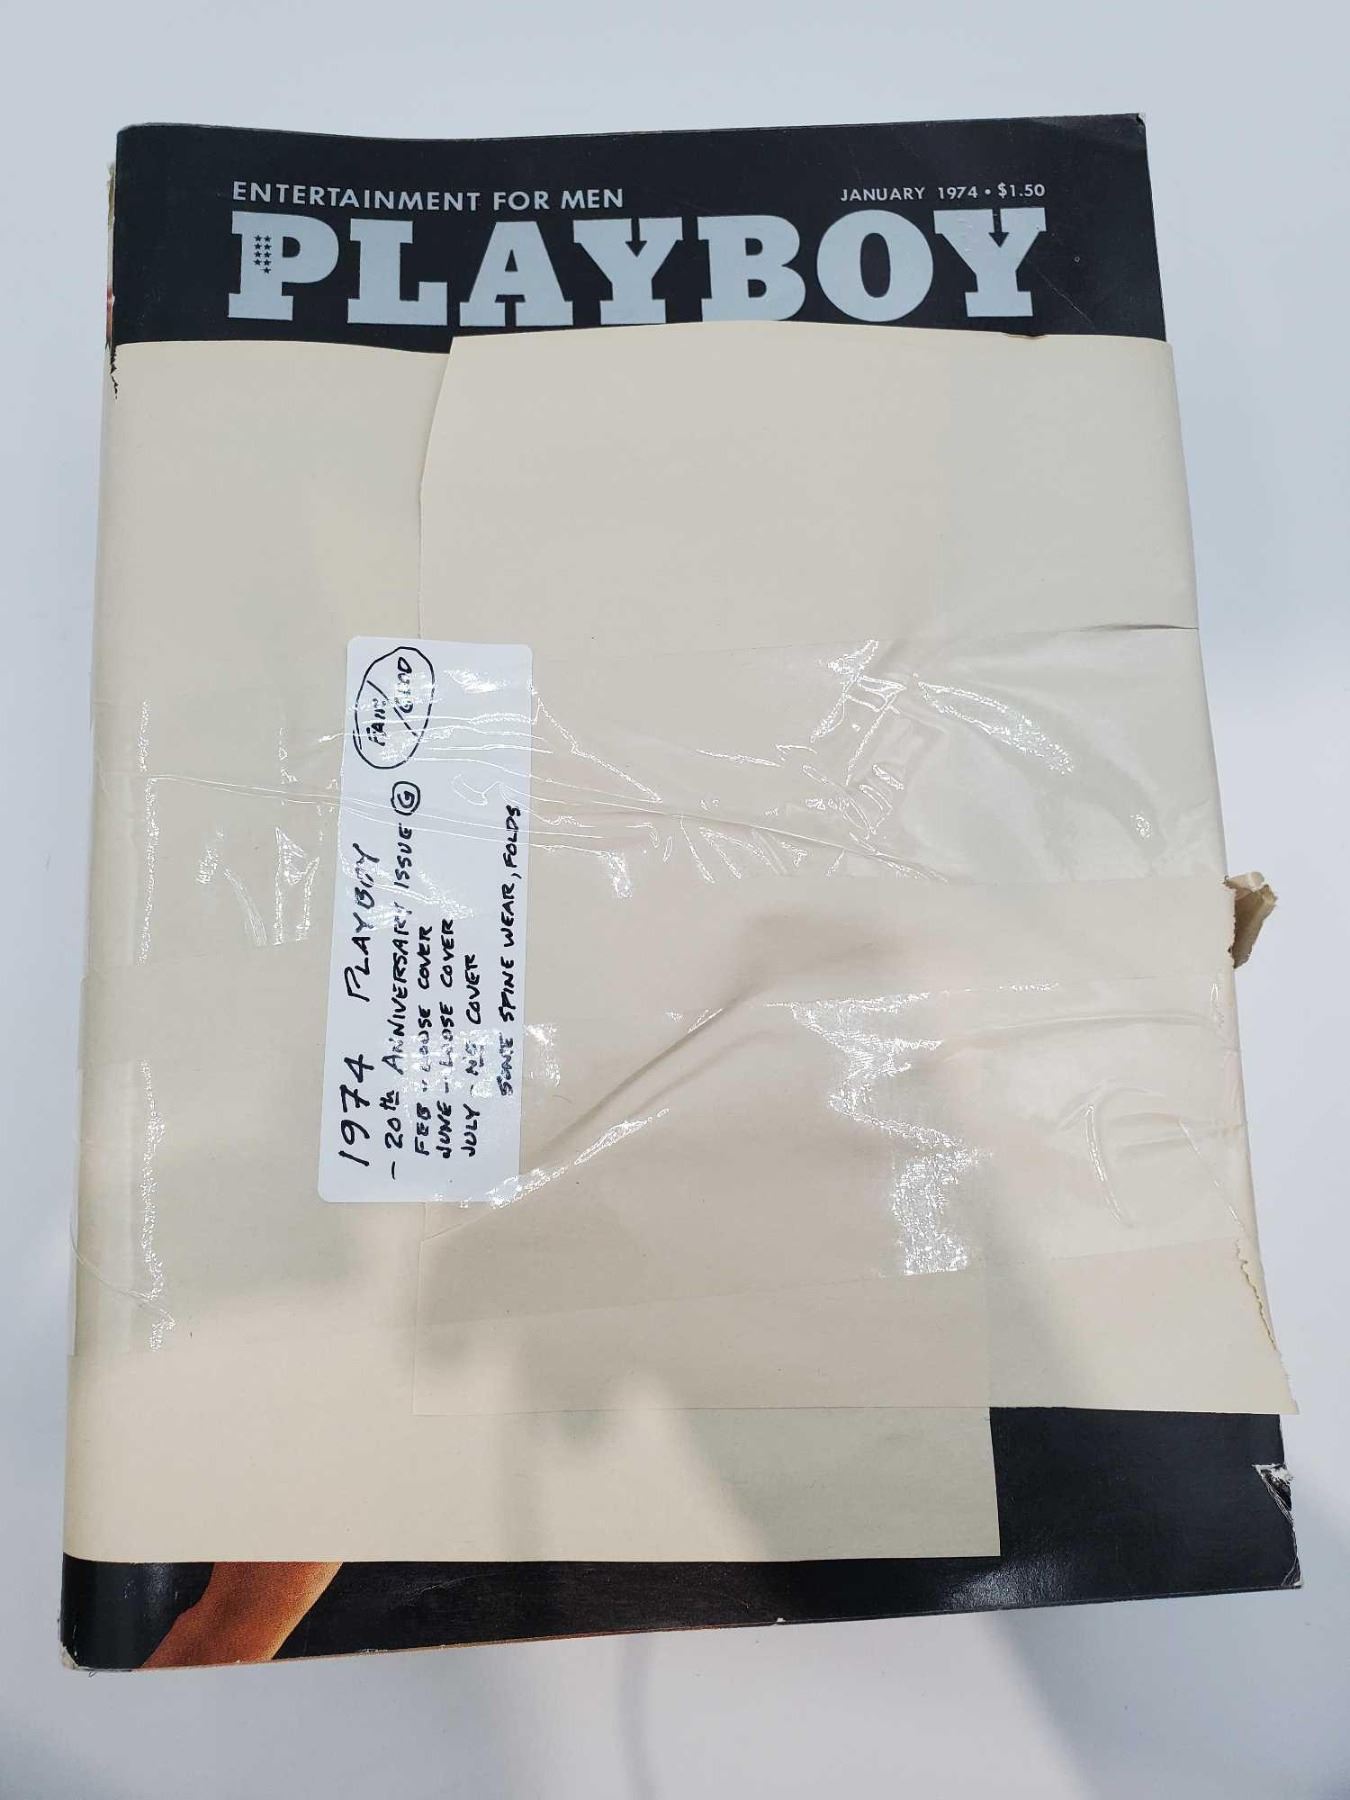 ENTERTAINMENT FOR MEN
JANUARY 1974 • $1.50
PLAYBOY
1974 PLAYBOY
FAIR/GOOD
- 20th ANNIVERSARY ISSUE G
FEB - LOOSE COVER
JUNE - LOOSE COVER
JULY - NO COVER
SOME SPINE WEAR, FOLDS